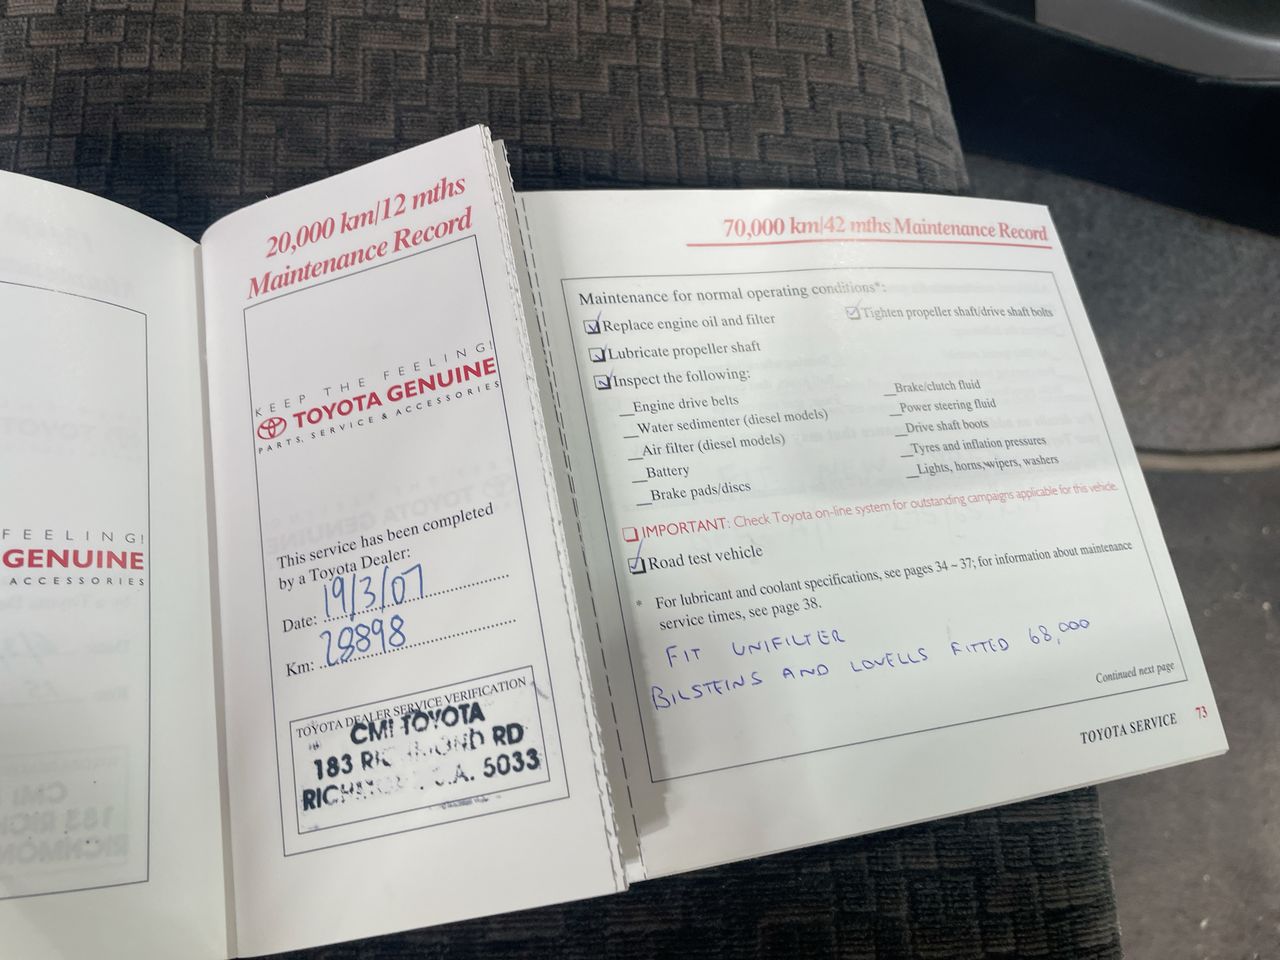 FEELING!
GENUINE
ACCESSORIES
20,000 km/12 mths
Maintenance Record
KEEP THE FEELING!
TOYOTA GENUINE
PARTS, SERVICE & ACCESSORIES
This service has been completed
by a Toyota Dealer:
Date: 19/3/07
Km: 28898
TOYOTA DEALER SERVICE VERIFICATION
CMI TOYOTA
183 RICHMOND RD
RICHMOND S.A. 5033
70,000 km/42 mths Maintenance Record
Maintenance for normal operating conditions*:
Replace engine oil and filter
Tighten propeller shaft/drive shaft bolts
Lubricate propeller shaft
Inspect the following:
Engine drive belts
Water sedimenter (diesel models)
Air filter (diesel models)
Battery
Brake pads/discs
Brake/clutch fluid
Power steering fluid
Drive shaft boots
Tyres and inflation pressures
Lights, horns, wipers, washers
IMPORTANT: Check Toyota on-line system for outstanding campaigns applicable for this vehicle.
Road test vehicle
* For lubricant and coolant specifications, see pages 34 ~ 37; for information about maintenance
service times, see page 38.
FIT UNIFILTER
BILSTEINS AND LOVELLS FITTED 68,000
Continued next page
TOYOTA SERVICE 73